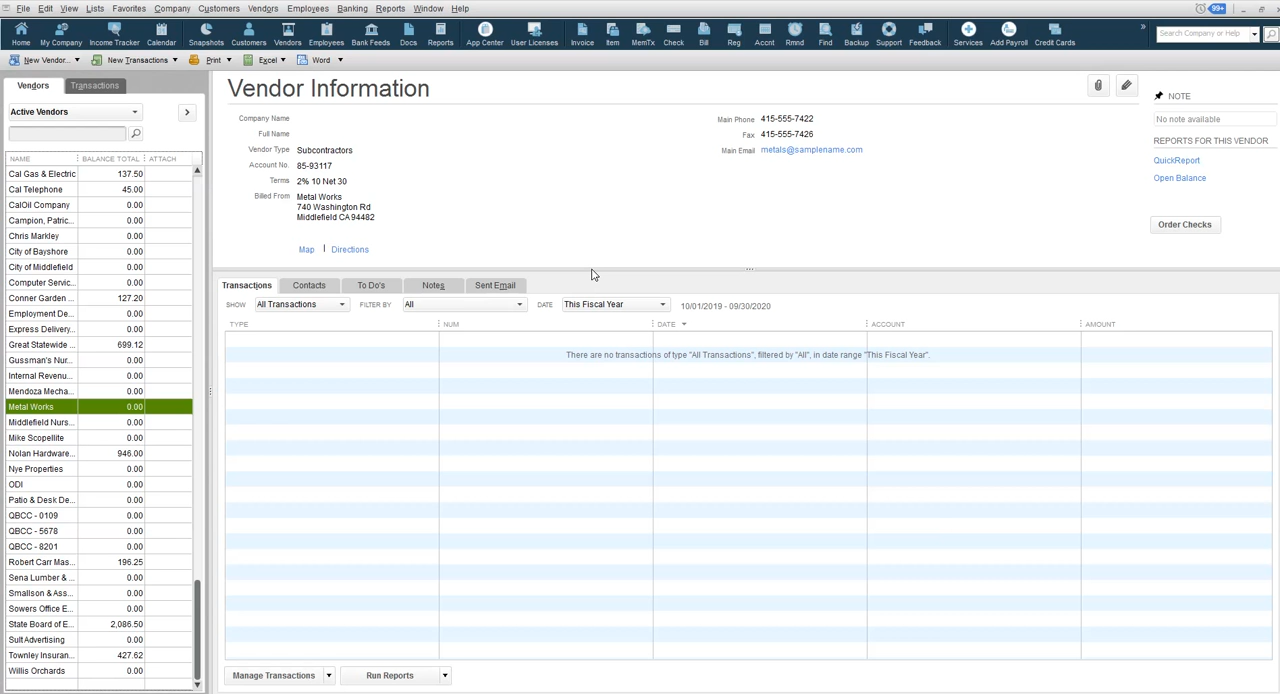 File Edit View Lists Favorites Company Customers Vendors Employees Banking Reports Window Help 99+
Home My Company Income Tracker Calendar Snapshots Customers Vendors Employees Bank Feeds Docs Reports App Center User Licenses Invoice Item MemTx Check Bill Reg Accnt Rmnd Find Backup Support Feedback Services Add Payroll Credit Cards » Search Company or Help
New Vendor... New Transactions Print Excel Word
Vendors Transactions
Active Vendors
NAME BALANCE TOTAL ATTACH
Cal Gas & Electric 137.50
Cal Telephone 45.00
CalOil Company 0.00
Campion, Patric... 0.00
Chris Markley 0.00
City of Bayshore 0.00
City of Middlefield 0.00
Computer Servic... 0.00
Conner Garden ... 127.20
Employment De... 0.00
Express Delivery... 0.00
Great Statewide ... 699.12
Gussman's Nur... 0.00
Internal Revenu... 0.00
Mendoza Mecha... 0.00
Metal Works 0.00
Middlefield Nurs... 0.00
Mike Scopellite 0.00
Nolan Hardware... 946.00
Nye Properties 0.00
ODI 0.00
Patio & Desk De... 0.00
QBCC - 0109 0.00
QBCC - 5678 0.00
QBCC - 8201 0.00
Robert Carr Mas... 196.25
Sena Lumber & ... 0.00
Smallson & Ass... 0.00
Sowers Office E... 0.00
State Board of E... 2,086.50
Sult Advertising 0.00
Townley Insuran... 427.62
Willis Orchards 0.00
Vendor Information
Company Name
Full Name
Vendor Type Subcontractors
Account No. 85-93117
Terms 2% 10 Net 30
Billed From Metal Works
740 Washington Rd
Middlefield CA 94482
Map | Directions
Main Phone 415-555-7422
Fax 415-555-7426
Main Email metals@samplename.com
NOTE
No note available
REPORTS FOR THIS VENDOR
QuickReport
Open Balance
Order Checks
Transactions Contacts To Do's Notes Sent Email
SHOW All Transactions FILTER BY All DATE This Fiscal Year 10/01/2019 - 09/30/2020
TYPE NUM DATE ACCOUNT AMOUNT
There are no transactions of type "All Transactions", filtered by "All", in date range "This Fiscal Year".
Manage Transactions Run Reports